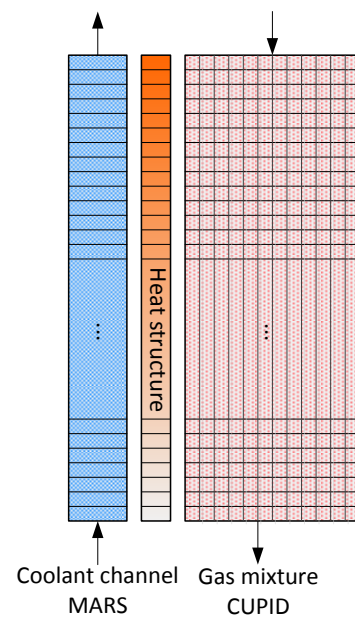 ...
Heat structure
...
Coolant channel
MARS
Gas mixture
CUPID